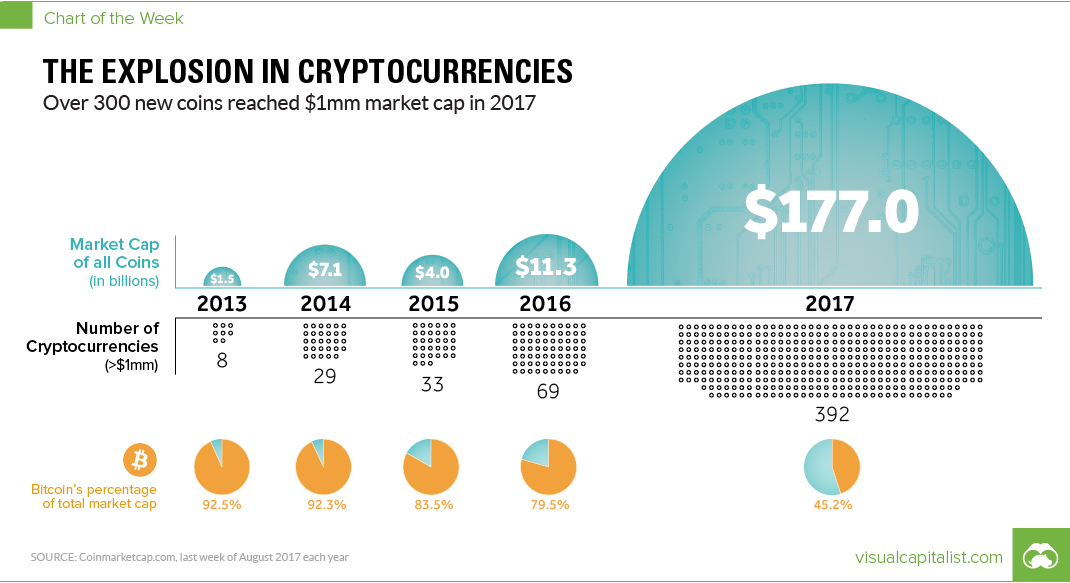 Chart of the Week
THE EXPLOSION IN CRYPTOCURRENCIES
Over 300 new coins reached $1mm market cap in 2017
Market Cap
of all Coins
(in billions)
$1.5
$7.1
$4.0
$11.3
$177.0
2013
2014
2015
2016
2017
Number of
Cryptocurrencies
(>$1mm)
8
29
33
69
392
Bitcoin's percentage
of total market cap
92.5%
92.3%
83.5%
79.5%
45.2%
SOURCE: Coinmarketcap.com, last week of August 2017 each year
visualcapitalist.com